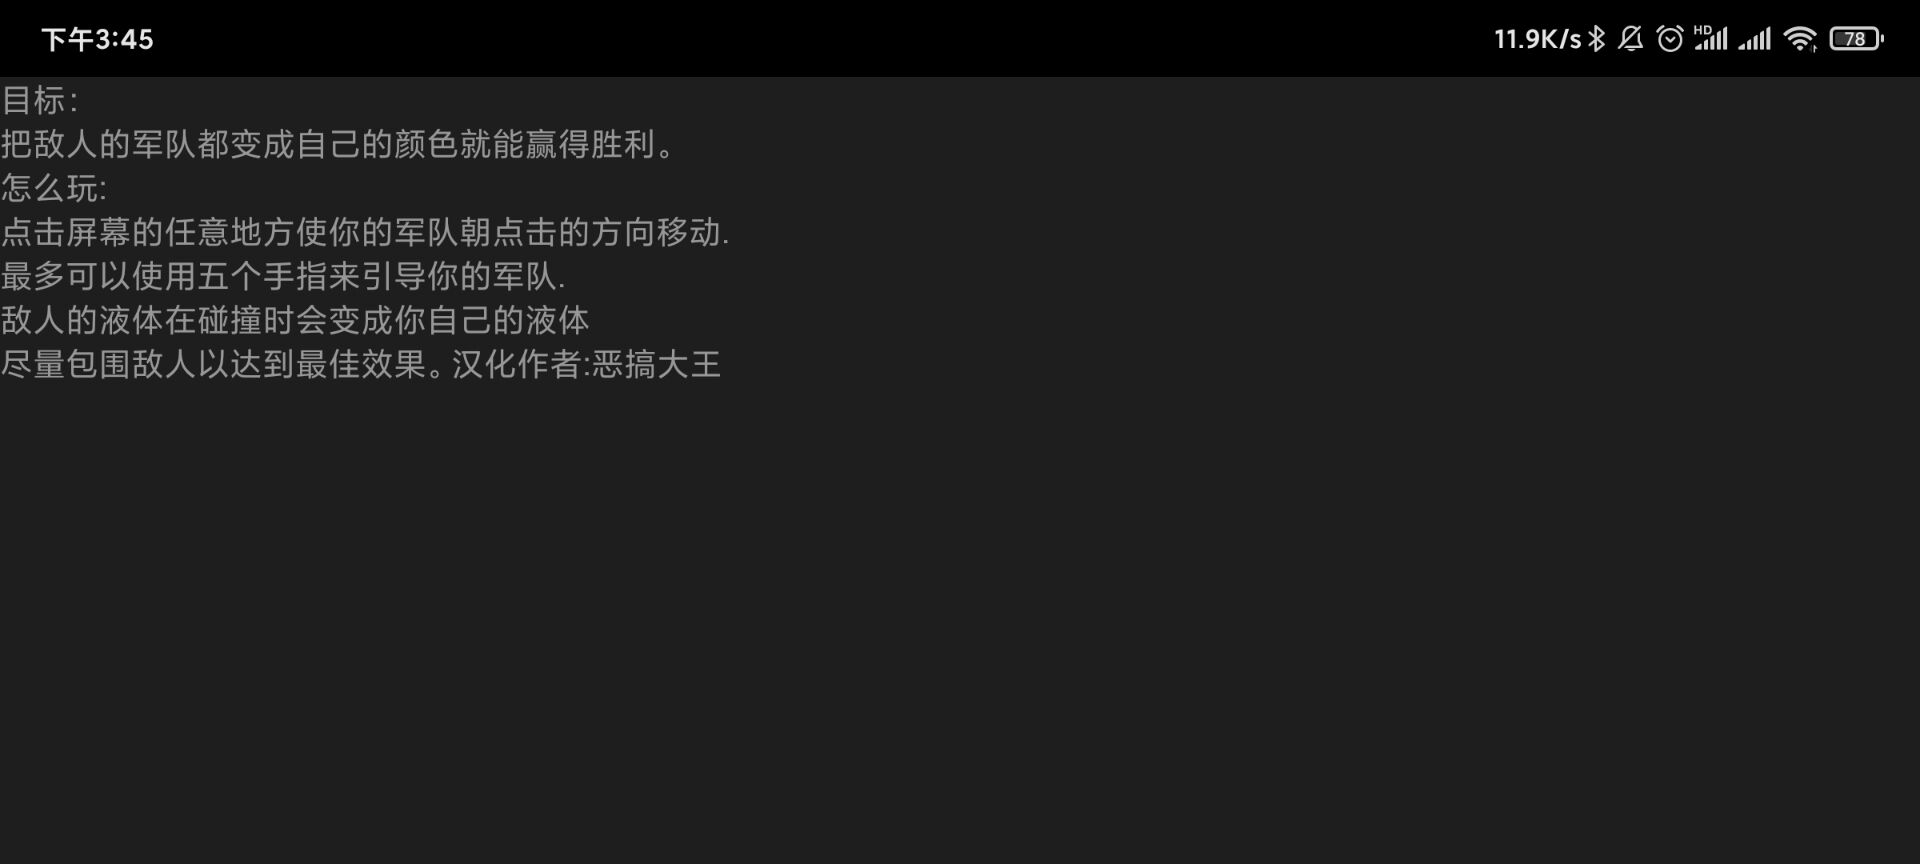 下午3:45
11.9K/s
HD
78
目标:
把敌人的军队都变成自己的颜色就能赢得胜利。
怎么玩:
点击屏幕的任意地方使你的军队朝点击的方向移动.
最多可以使用五个手指来引导你的军队.
敌人的液体在碰撞时会变成你自己的液体
尽量包围敌人以达到最佳效果。汉化作者:恶搞大王